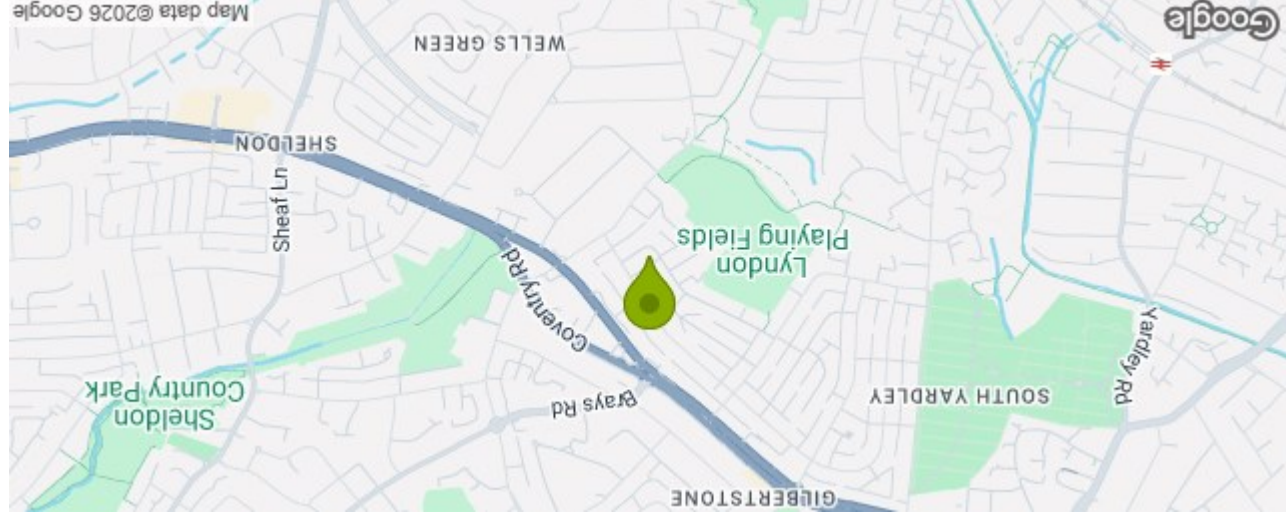 GILBERTSTONE
SOUTH YARDLEY
Yardley Rd
Brays Rd
Sheldon
Country Park
Coventry Rd
Lyndon
Playing Fields
Sheaf Ln
SHELDON
WELLS GREEN
Google
Map data ©2026 Google